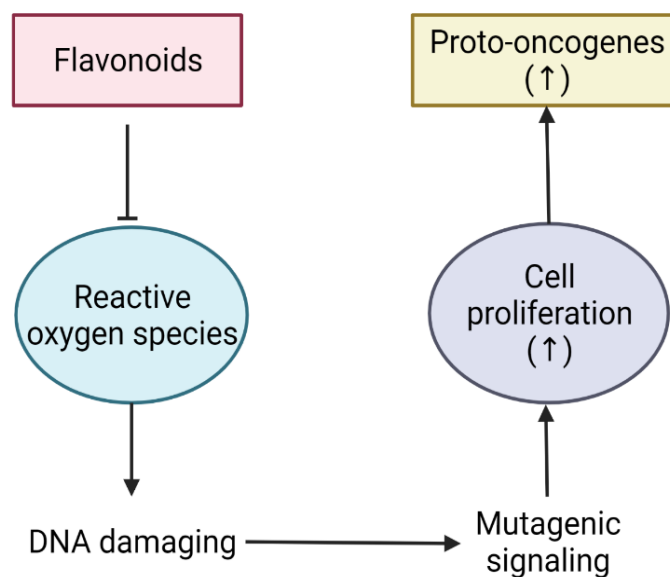 Flavonoids
Reactive
oxygen species
DNA damaging
Mutagenic
signaling
Cell
proliferation
(↑)
Proto-oncogenes
(↑)